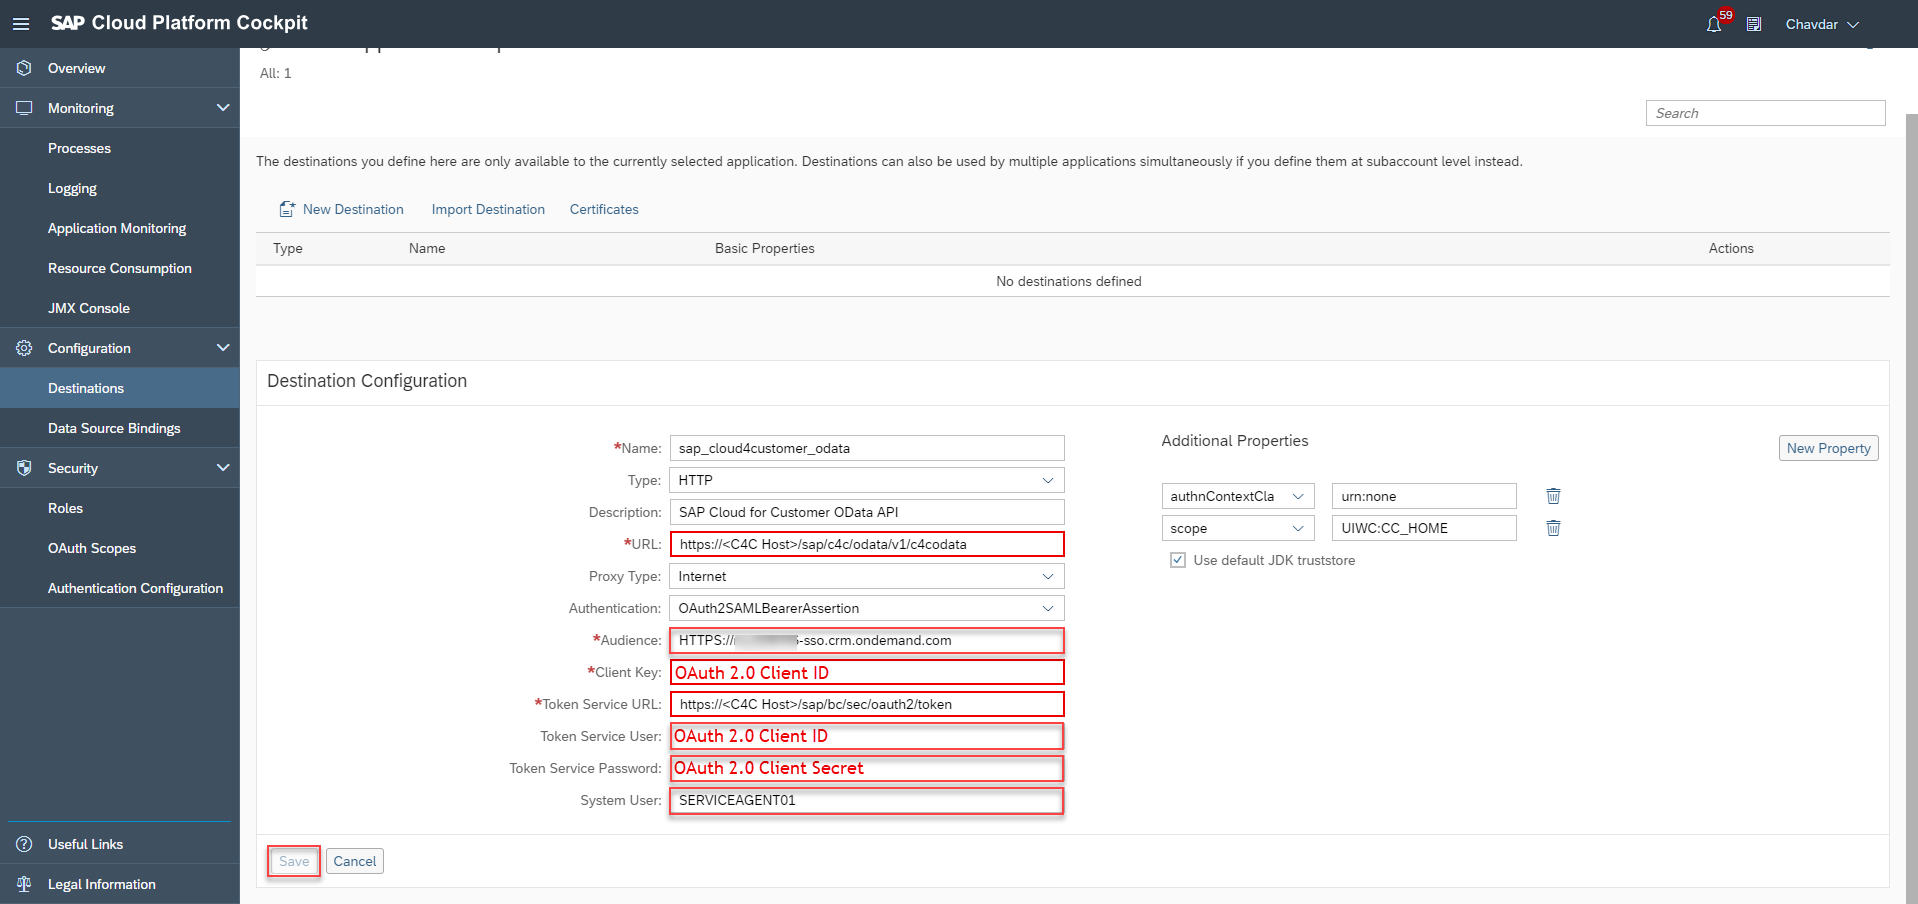 SAP Cloud Platform Cockpit
59
Chavdar
Overview
Monitoring
Processes
Logging
Application Monitoring
Resource Consumption
JMX Console
Configuration
Destinations
Data Source Bindings
Security
Roles
OAuth Scopes
Authentication Configuration
Useful Links
Legal Information
All: 1
Search
The destinations you define here are only available to the currently selected application. Destinations can also be used by multiple applications simultaneously if you define them at subaccount level instead.
New Destination Import Destination Certificates
Type Name Basic Properties Actions
No destinations defined
Destination Configuration
*Name: sap_cloud4customer_odata
Type: HTTP
Description: SAP Cloud for Customer OData API
*URL: https://<C4C Host>/sap/c4c/odata/v1/c4codata
Proxy Type: Internet
Authentication: OAuth2SAMLBearerAssertion
*Audience: HTTPS:// -sso.crm.ondemand.com
*Client Key: OAuth 2.0 Client ID
*Token Service URL: https://<C4C Host>/sap/bc/sec/oauth2/token
Token Service User: OAuth 2.0 Client ID
Token Service Password: OAuth 2.0 Client Secret
System User: SERVICEAGENT01
Additional Properties
New Property
authnContextCla urn:none
scope UIWC:CC_HOME
Use default JDK truststore
Save Cancel